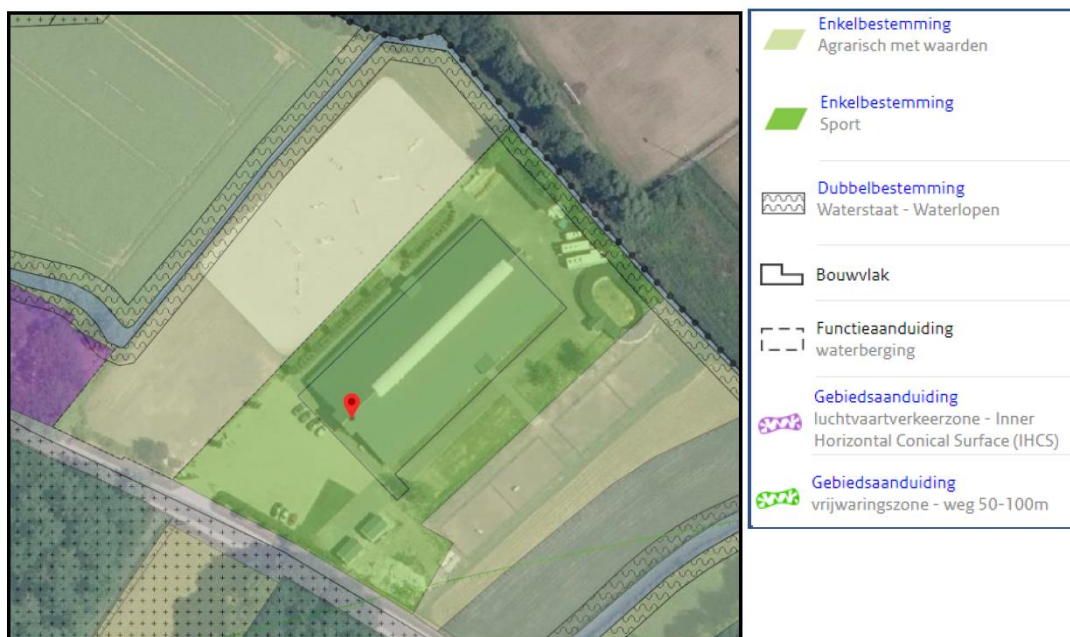 Enkelbestemming
Agrarisch met waarden
Enkelbestemming
Sport
Dubbelbestemming
Waterstaat - Waterlopen
Bouwvlak
Functieaanduiding
waterberging
Gebiedsaanduiding
luchtvaartverkeerzone - Inner
Horizontal Conical Surface (IHCS)
Gebiedsaanduiding
vrijwaringszone - weg 50-100m